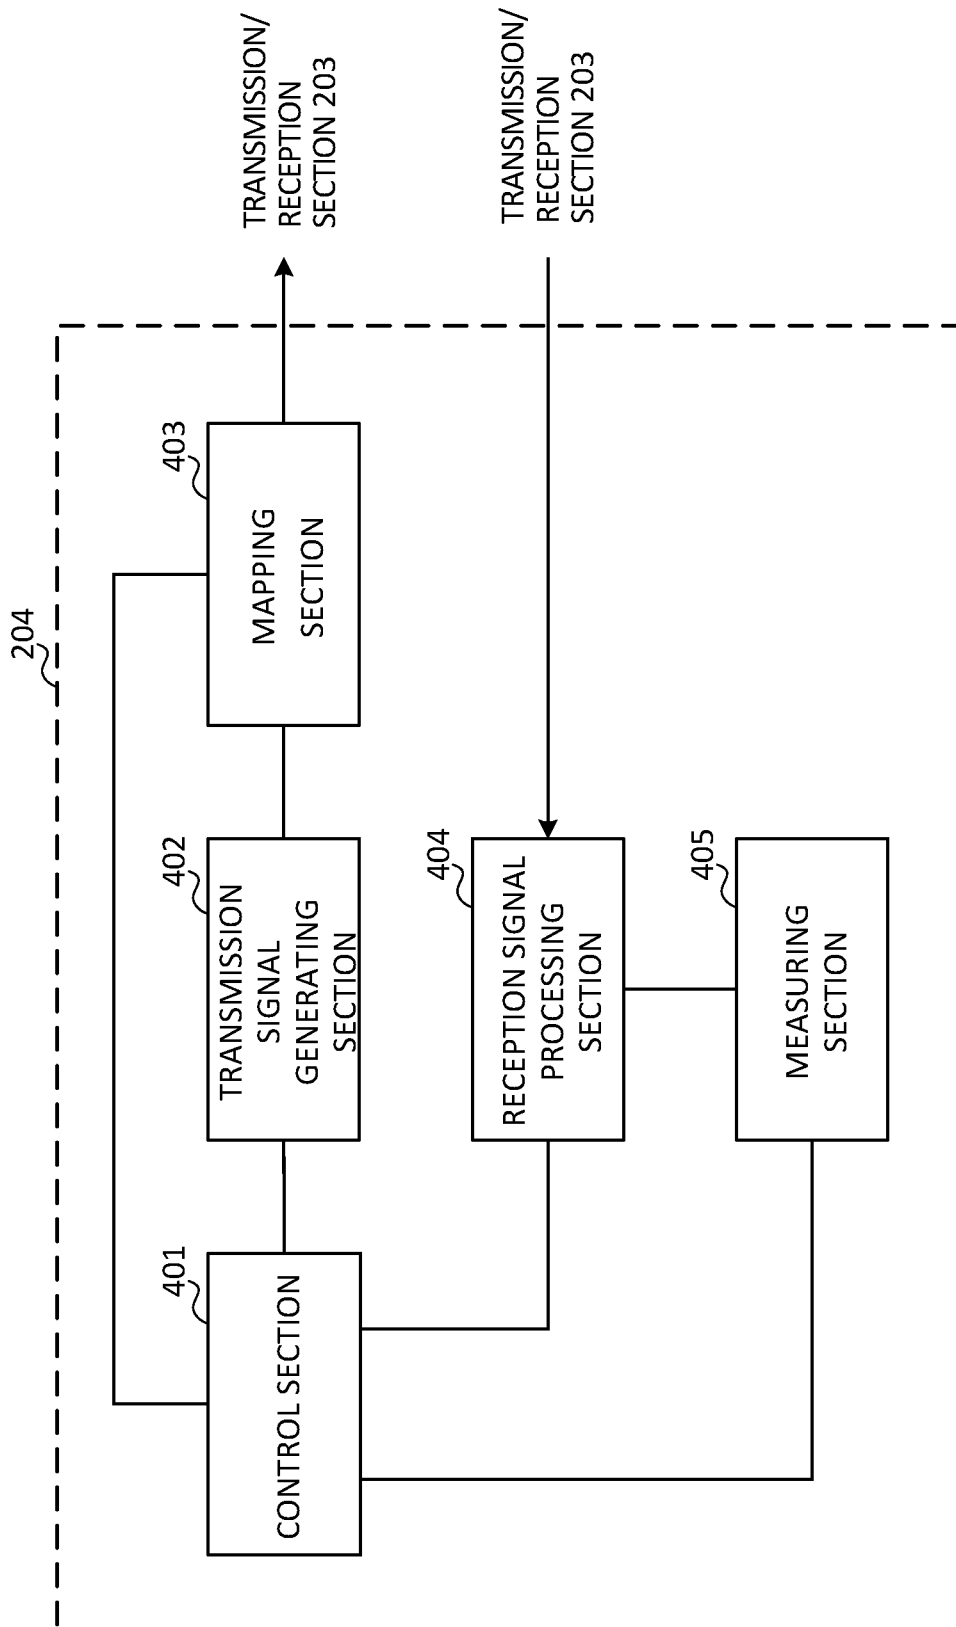 204
403
MAPPING
SECTION
TRANSMISSION/
RECEPTION
SECTION 203
402
TRANSMISSION
SIGNAL
GENERATING
SECTION
401
CONTROL SECTION
404
RECEPTION SIGNAL
PROCESSING
SECTION
TRANSMISSION/
RECEPTION
SECTION 203
405
MEASURING
SECTION